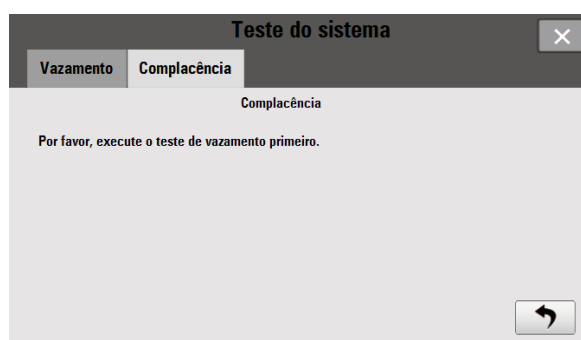 Teste do sistema
Vazamento
Complacência
Complacência
Por favor, execute o teste de vazamento primeiro.